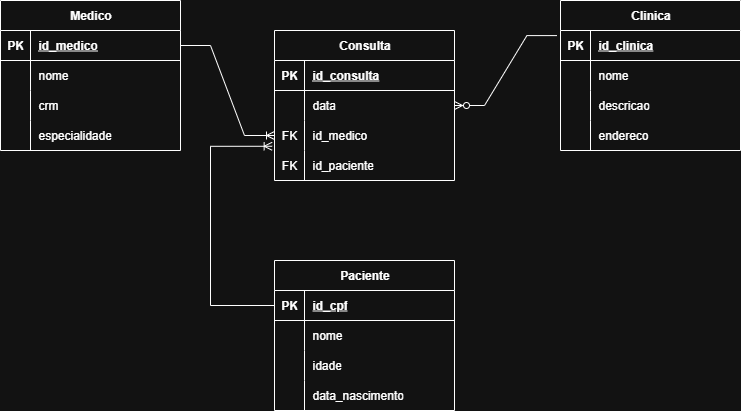 Medico
PK id_medico
nome
crm
especialidade
Consulta
PK id_consulta
data
FK id_medico
FK id_paciente
Clinica
PK id_clinica
nome
descricao
endereco
Paciente
PK id_cpf
nome
idade
data_nascimento